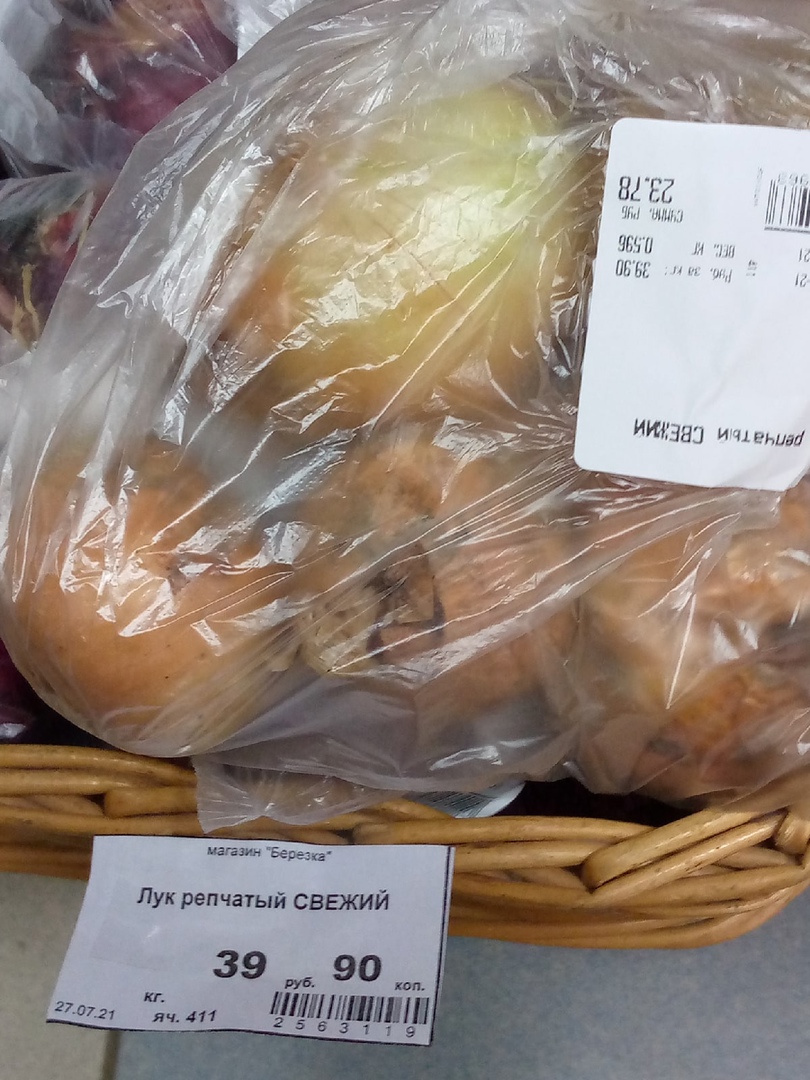 репчатый СВЕЖИЙ
Руб. за кг: 39.90
ВЕС. КГ 0.596
СУММА. РУБ
23.78
магазин "Березка"
Лук репчатый СВЕЖИЙ
39 руб. 90 коп.
кг.
27.07.21 яч. 411
2563119